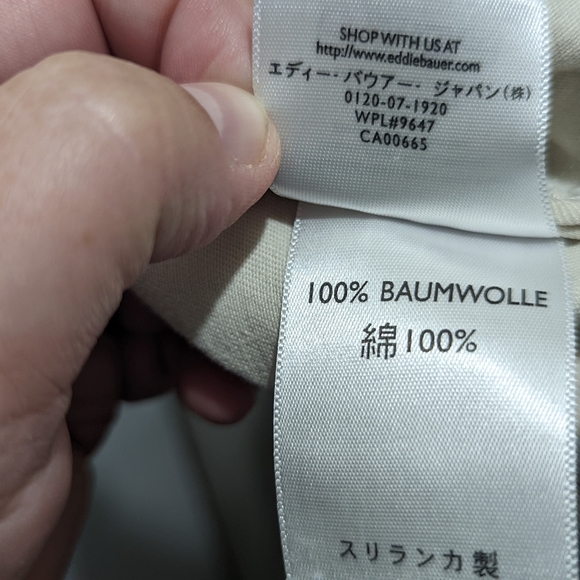 SHOP WITH US AT
http://www.eddiebauer.com
エディー・バウアー・ジャパン(株)
0120-07-1920
WPL#9647
CA00665
100% BAUMWOLLE
綿100%
スリランカ製